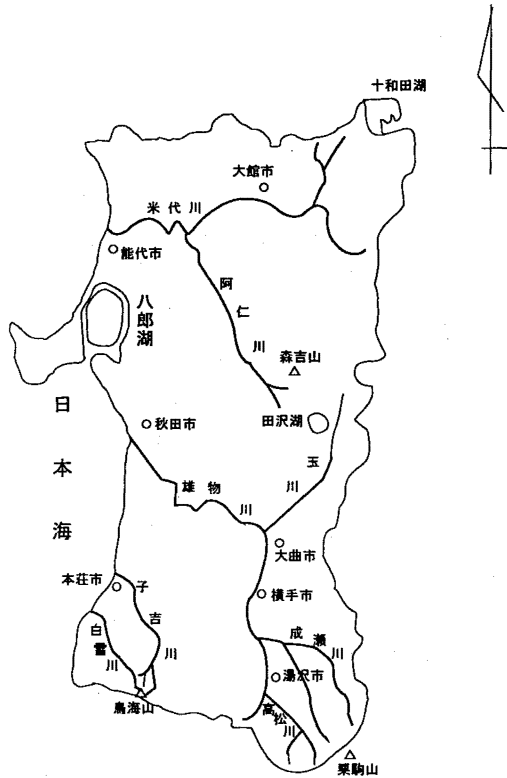 十和田湖
大館市
米代川
能代市
阿仁川
八郎湖
森吉山
日本海
秋田市
田沢湖
玉川
雄物川
大曲市
本荘市
子吉川
横手市
白雪川
成瀬川
湯沢市
鳥海山
高松川
栗駒山